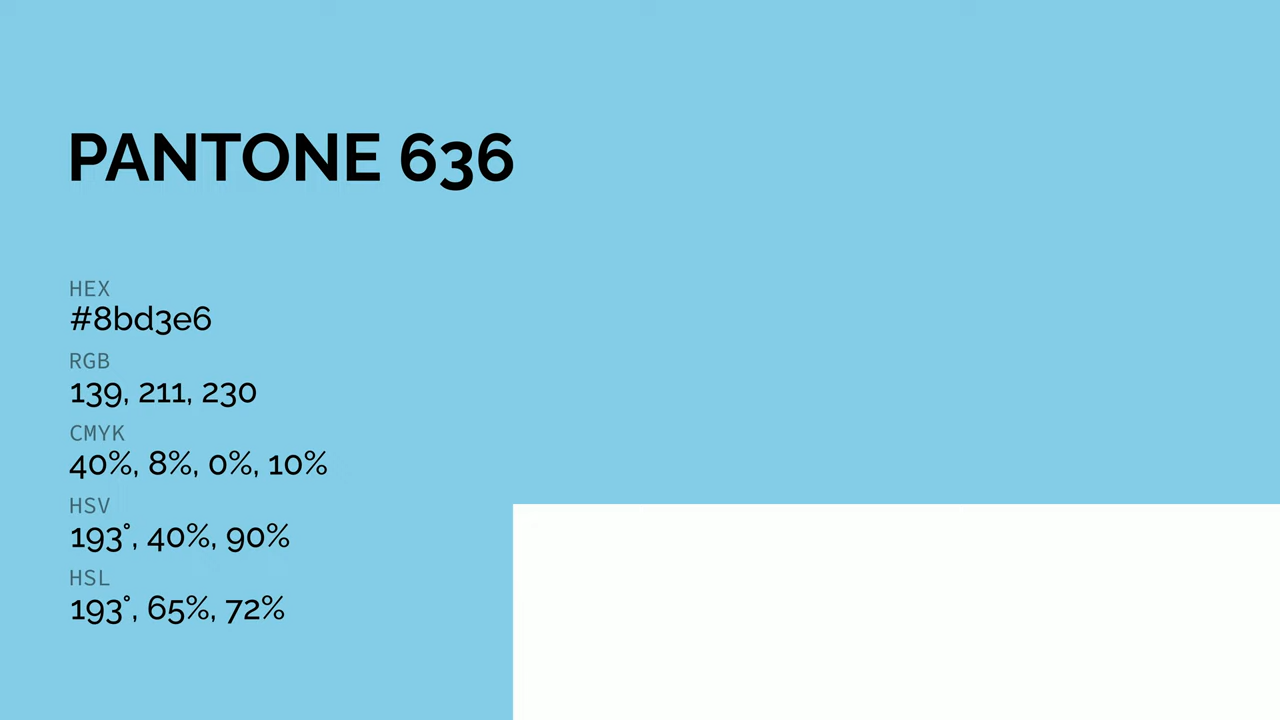 PANTONE 636
HEX
#8bd3e6
RGB
139, 211, 230
CMYK
40%, 8%, 0%, 10%
HSV
193°, 40%, 90%
HSL
193°, 65%, 72%